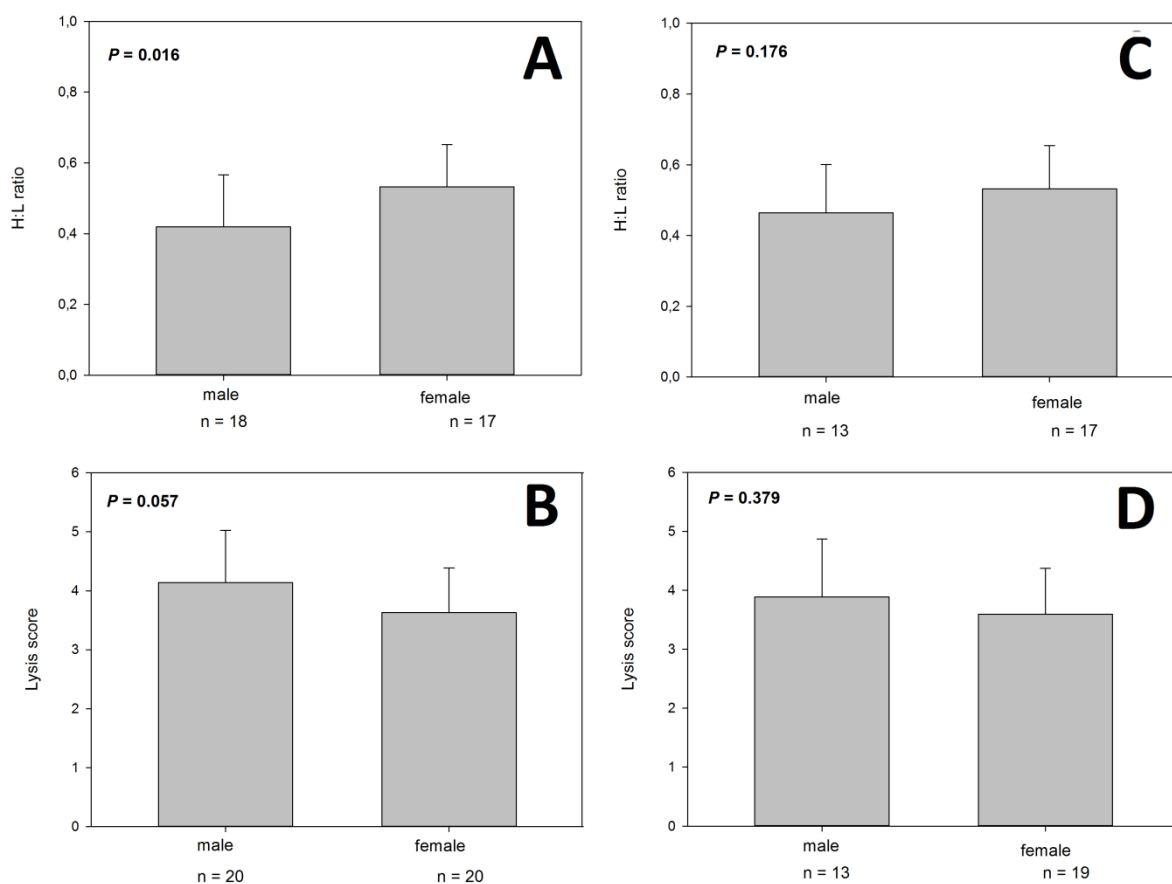 P = 0.016
A
1,0
0,8
0,6
0,4
0,2
0,0
H:L ratio
male
female
n = 18
n = 17
P = 0.176
C
1,0
0,8
0,6
0,4
0,2
0,0
H:L ratio
male
female
n = 13
n = 17
P = 0.057
B
6
5
4
3
2
1
0
Lysis score
male
female
n = 20
n = 20
P = 0.379
D
6
5
4
3
2
1
0
Lysis score
male
female
n = 13
n = 19